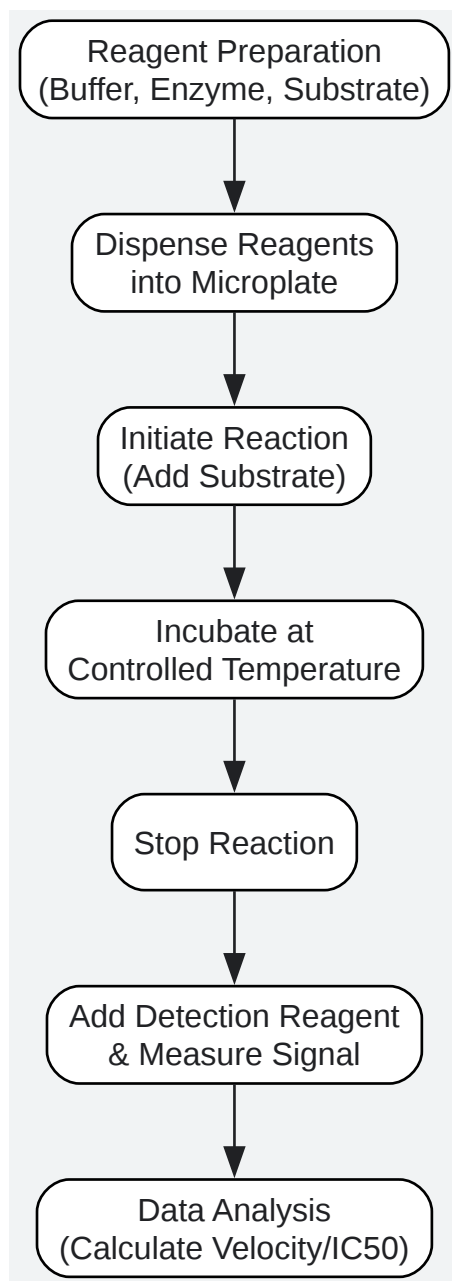 Reagent Preparation
(Buffer, Enzyme, Substrate)
Dispense Reagents
into Microplate
Initiate Reaction
(Add Substrate)
Incubate at
Controlled Temperature
Stop Reaction
Add Detection Reagent
& Measure Signal
Data Analysis
(Calculate Velocity/IC50)